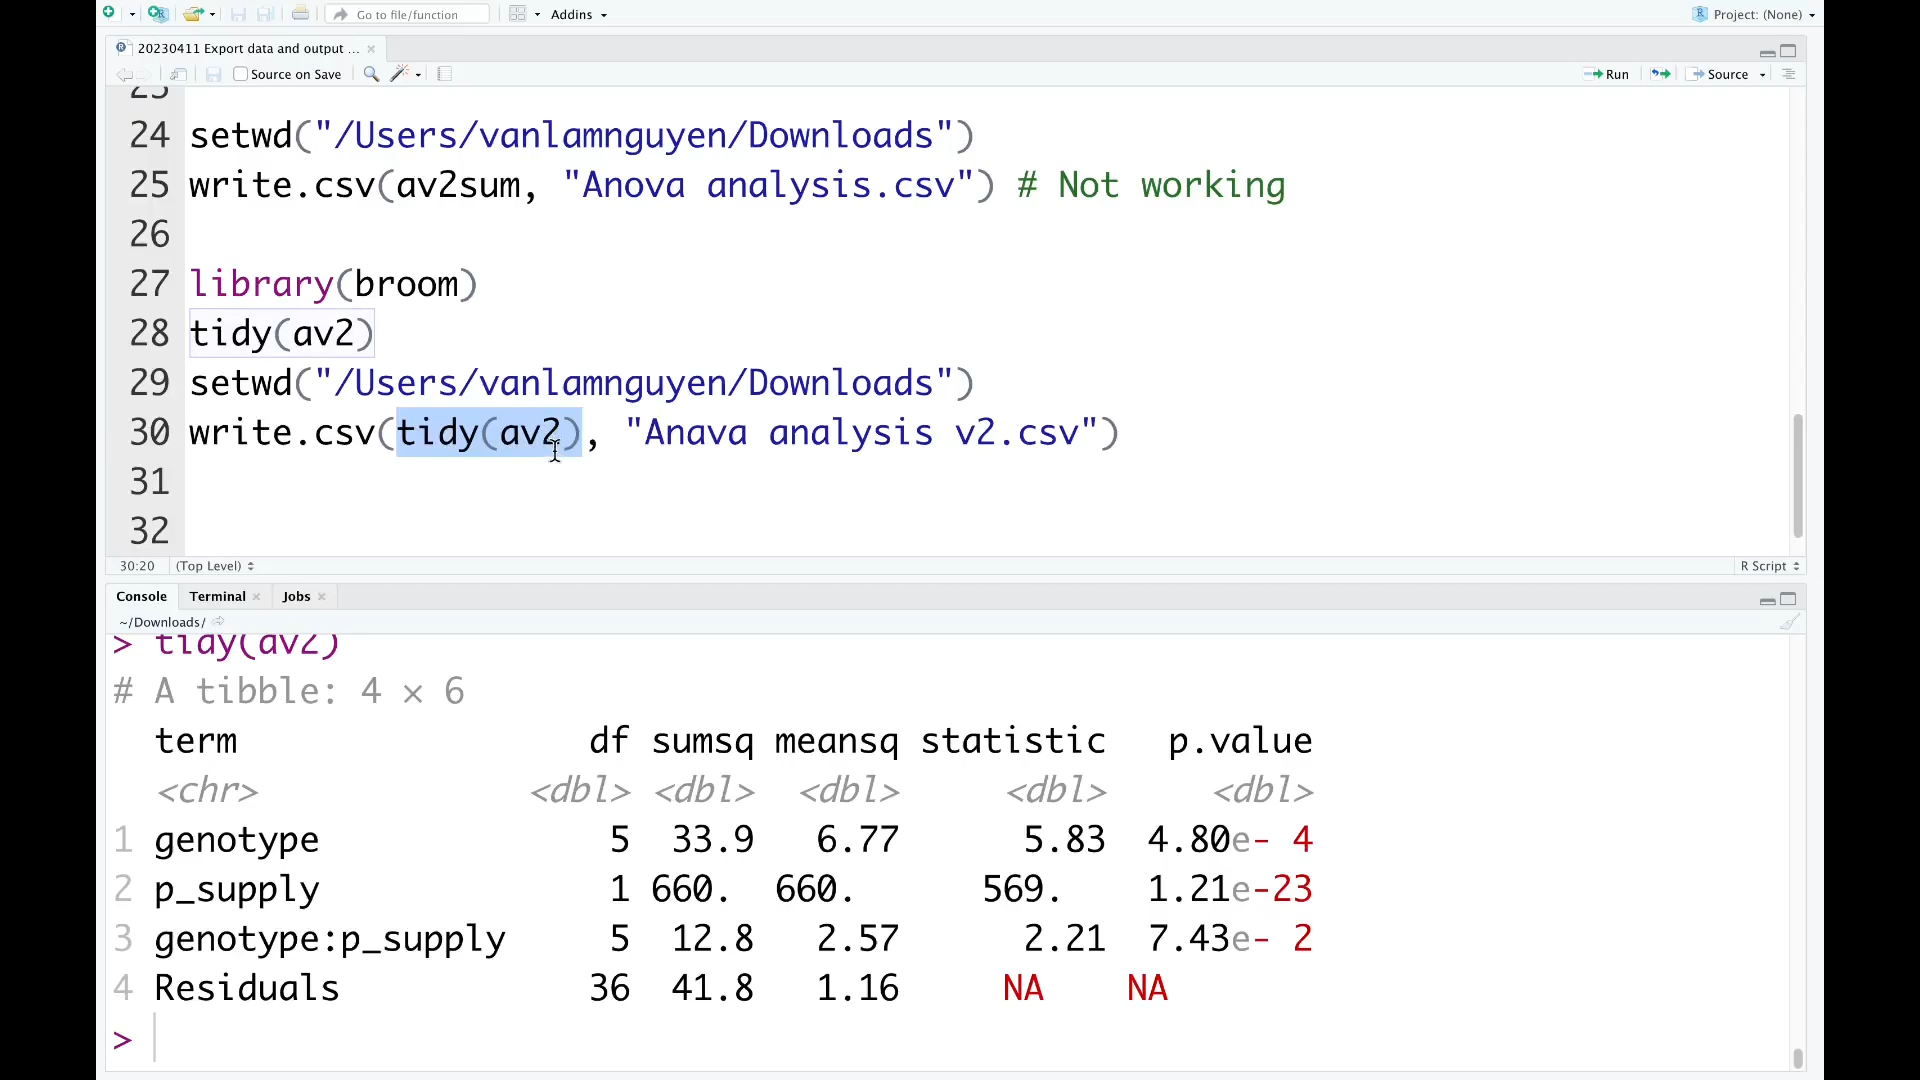 Go to file/function
Addins
Project: (None)
20230411 Export data and output ...
Source on Save
Run
Source
23
24 setwd("/Users/vanlamnguyen/Downloads")
25 write.csv(av2sum, "Anova analysis.csv") # Not working
26
27 library(broom)
28 tidy(av2)
29 setwd("/Users/vanlamnguyen/Downloads")
30 write.csv(tidy(av2), "Anava analysis v2.csv")
31
32
30:20 (Top Level) R Script
Console Terminal Jobs
~/Downloads/
> tidy(av2)
# A tibble: 4 × 6
term df sumsq meansq statistic p.value
<chr> <dbl> <dbl> <dbl> <dbl> <dbl>
1 genotype 5 33.9 6.77 5.83 4.80e- 4
2 p_supply 1 660. 660. 569. 1.21e-23
3 genotype:p_supply 5 12.8 2.57 2.21 7.43e- 2
4 Residuals 36 41.8 1.16 NA NA
>